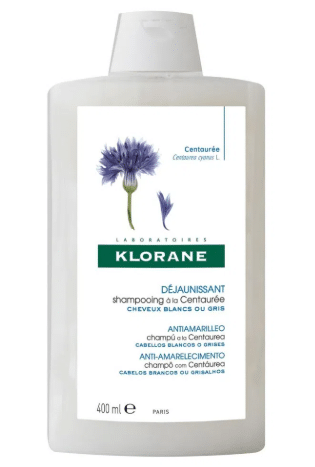 Centaurée
Centaurea cyanus L.
LABORATOIRES
KLORANE
DÉJAUNISSANT
shampooing à la Centaurée
CHEVEUX BLANCS OU GRIS
ANTIAMARILLEO
champú a la Centaurea
CABELLOS BLANCOS O GRISES
ANTI-AMARELECIMENTO
champô com Centáurea
CABELOS BRANCOS OU GRISALHOS
400 ml e
PARIS